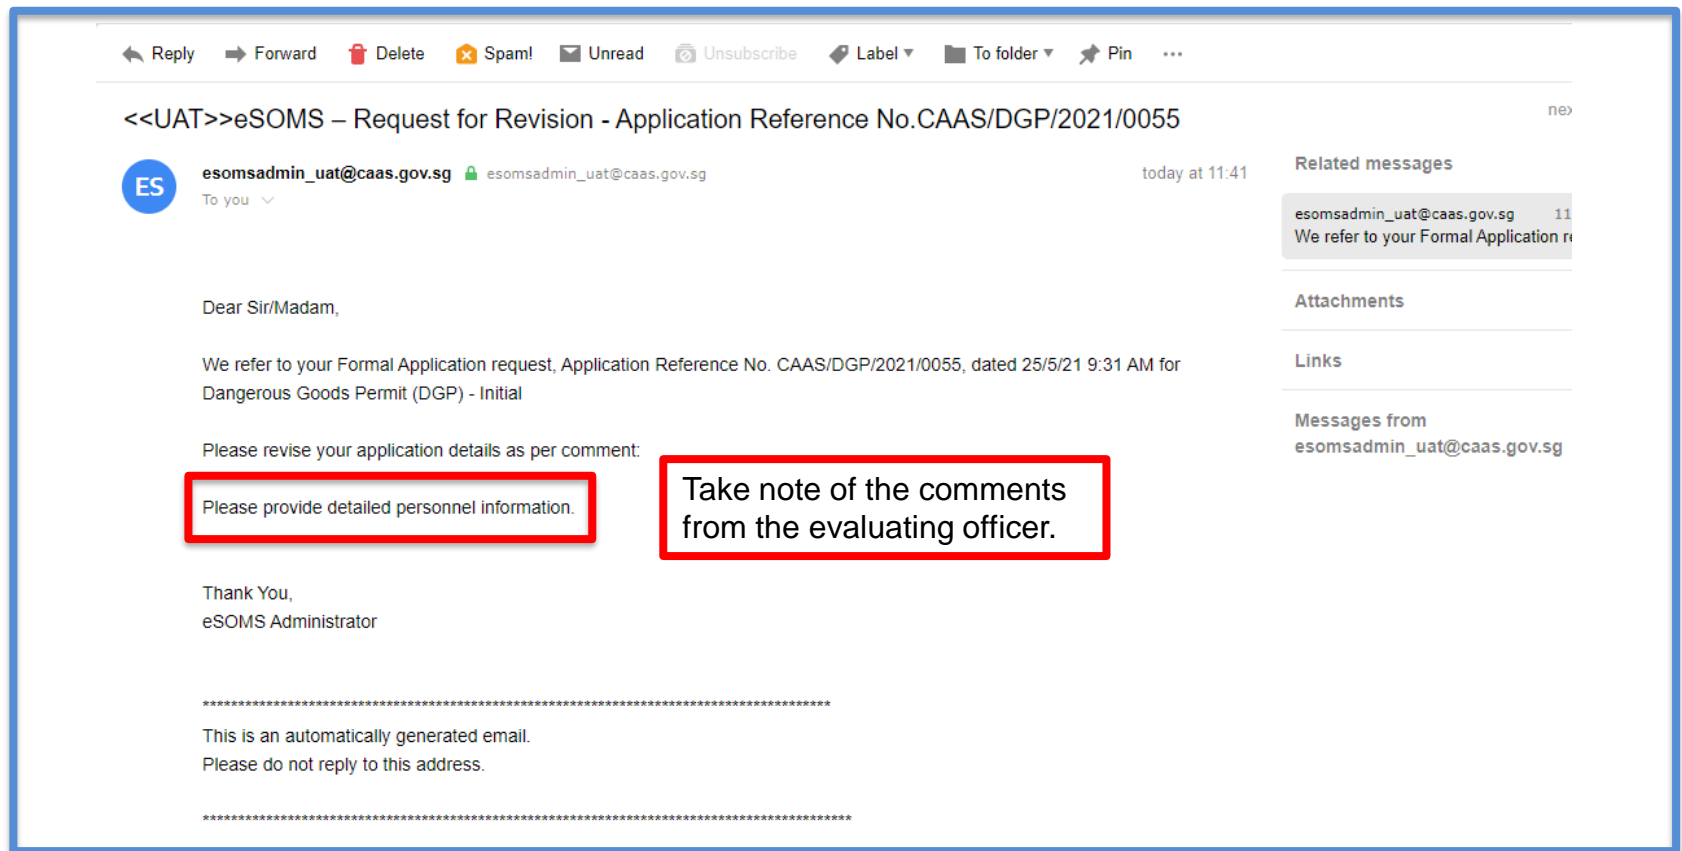 Reply Forward Delete Spam! Unread Unsubscribe Label To folder Pin ...
<<UAT>>eSOMS – Request for Revision - Application Reference No.CAAS/DGP/2021/0055
ES
esomsadmin_uat@caas.gov.sg esomsadmin_uat@caas.gov.sg today at 11:41
To you
Dear Sir/Madam,
We refer to your Formal Application request, Application Reference No. CAAS/DGP/2021/0055, dated 25/5/21 9:31 AM for
Dangerous Goods Permit (DGP) - Initial
Please revise your application details as per comment:
Please provide detailed personnel information.
Take note of the comments
from the evaluating officer.
Thank You,
eSOMS Administrator
*****************************************************************************************
This is an automatically generated email.
Please do not reply to this address.
********************************************************************************************
Related messages
esomsadmin_uat@caas.gov.sg 11
We refer to your Formal Application
Attachments
Links
Messages from
esomsadmin_uat@caas.gov.sg